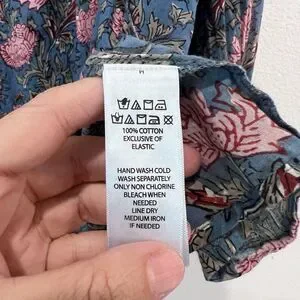 100% COTTON
EXCLUSIVE OF
ELASTIC
HAND WASH COLD
WASH SEPARATELY
ONLY NON CHLORINE
BLEACH WHEN
NEEDED
LINE DRY
MEDIUM IRON
IF NEEDED